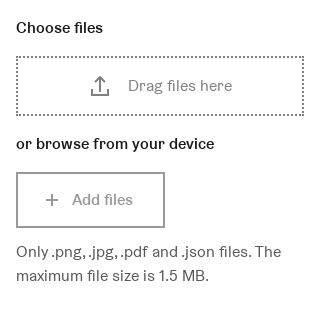 Choose files
Drag files here
or browse from your device
Add files
Only .png, .jpg, .pdf and .json files. The
maximum file size is 1.5 MB.